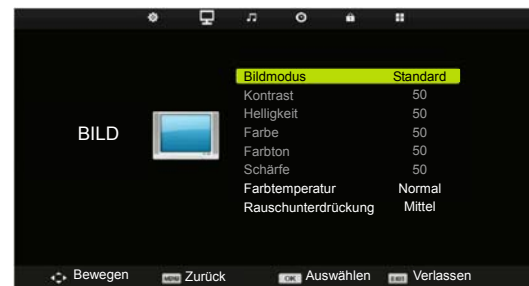 Bildmodus Standard
Kontrast 50
Helligkeit 50
BILD
Farbe 50
Farbton 50
Schärfe 50
Farbtemperatur Normal
Rauschunterdrückung Mittel
Bewegen MENU Zurück OK Auswählen EXIT Verlassen